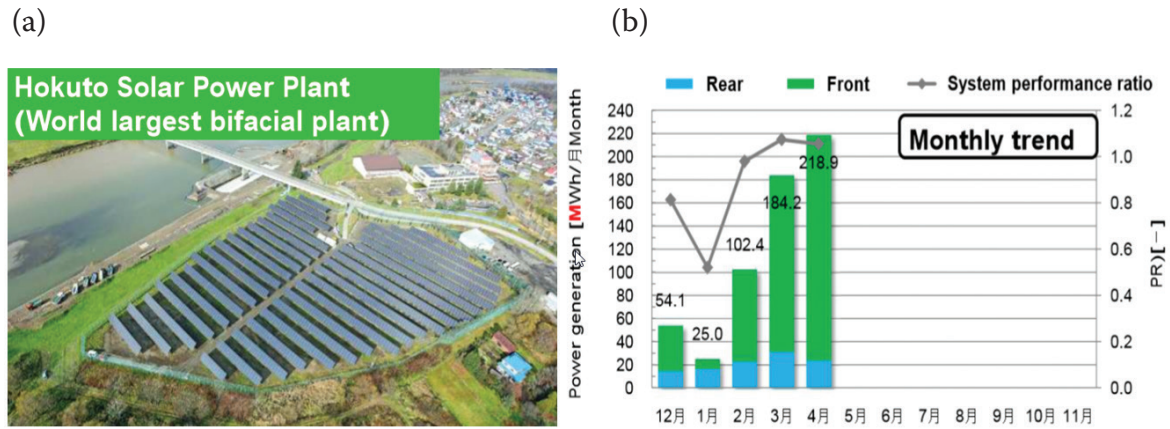 (a)
(b)
Hokuto Solar Power Plant
(World largest bifacial plant)
Rear
Front
System performance ratio
Monthly trend
Power generation [MWh/月Month
240
220
200
180
160
140
120
100
80
60
40
20
0
1.2
1.0
0.8
0.6
0.4
0.2
0.0
PR)[−]
54.1
25.0
102.4
184.2
218.9
12月 1月 2月 3月 4月 5月 6月 7月 8月 9月 10月 11月